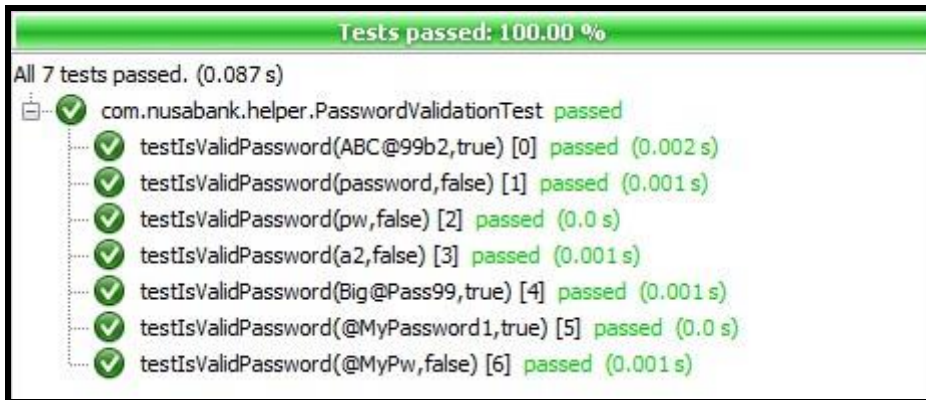 Tests passed: 100.00 %
All 7 tests passed. (0.087 s)
com.nusabank.helper.PasswordValidationTest passed
testIsValidPassword(ABC@99b2,true) [0] passed (0.002 s)
testIsValidPassword(password,false) [1] passed (0.001 s)
testIsValidPassword(pw,false) [2] passed (0.0 s)
testIsValidPassword(a2,false) [3] passed (0.001 s)
testIsValidPassword(Big@Pass99,true) [4] passed (0.001 s)
testIsValidPassword(@MyPassword1,true) [5] passed (0.0 s)
testIsValidPassword(@MyPw,false) [6] passed (0.001 s)